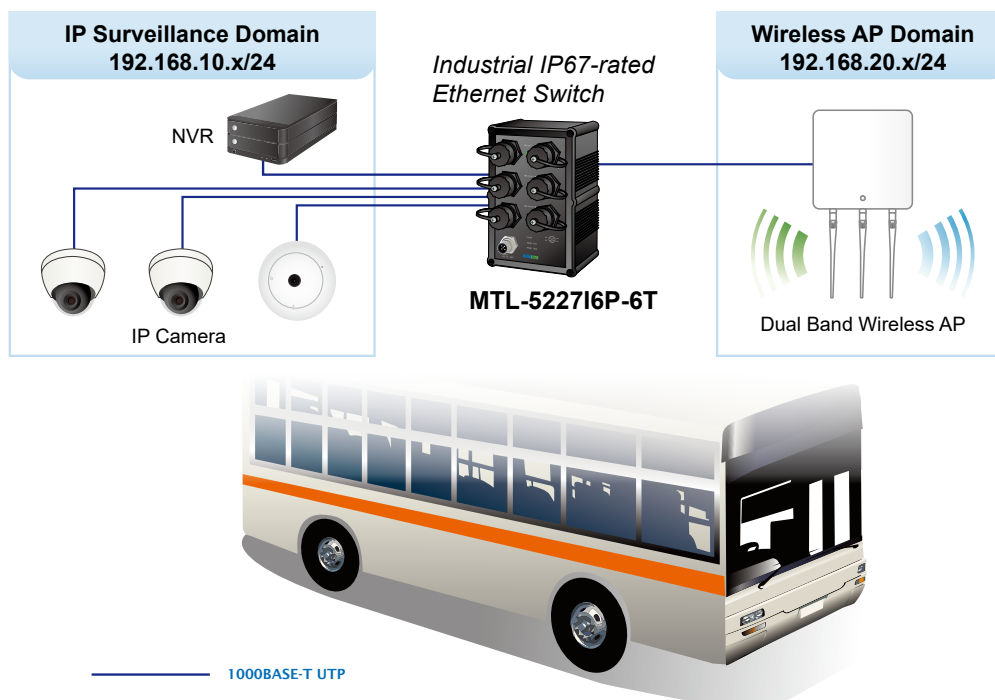 IP Surveillance Domain
192.168.10.x/24
Industrial IP67-rated
Ethernet Switch
Wireless AP Domain
192.168.20.x/24
NVR
IP Camera
MTL-5227I6P-6T
Dual Band Wireless AP
1000BASE-T UTP